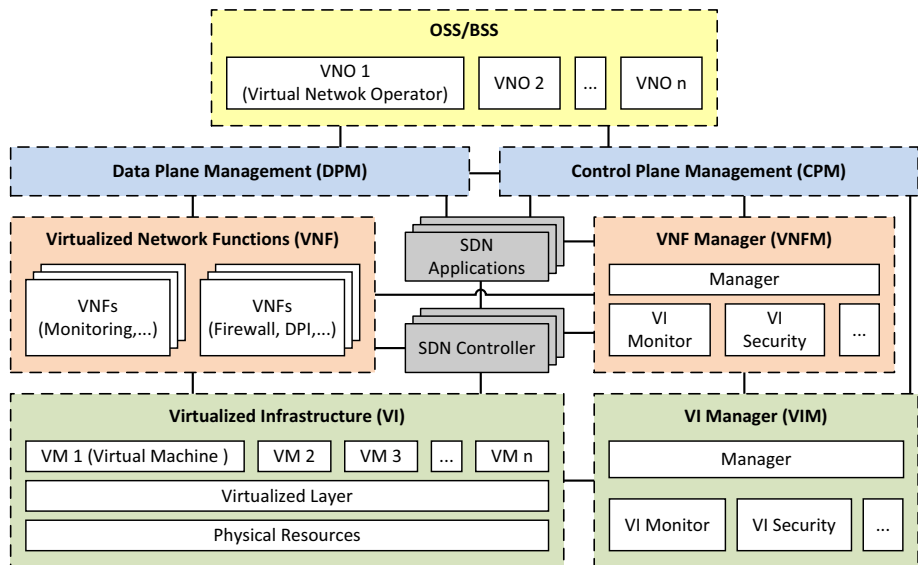 OSS/BSS
VNO 1
(Virtual Netwok Operator)
VNO 2
...
VNO n
Data Plane Management (DPM)
Control Plane Management (CPM)
Virtualized Network Functions (VNF)
VNFs
(Monitoring,...)
VNFs
(Firewall, DPI,...)
SDN
Applications
SDN Controller
VNF Manager (VNFM)
Manager
VI
Monitor
VI
Security
...
Virtualized Infrastructure (VI)
VM 1 (Virtual Machine )
VM 2
VM 3
...
VM n
Virtualized Layer
Physical Resources
VI Manager (VIM)
Manager
VI Monitor
VI Security
...